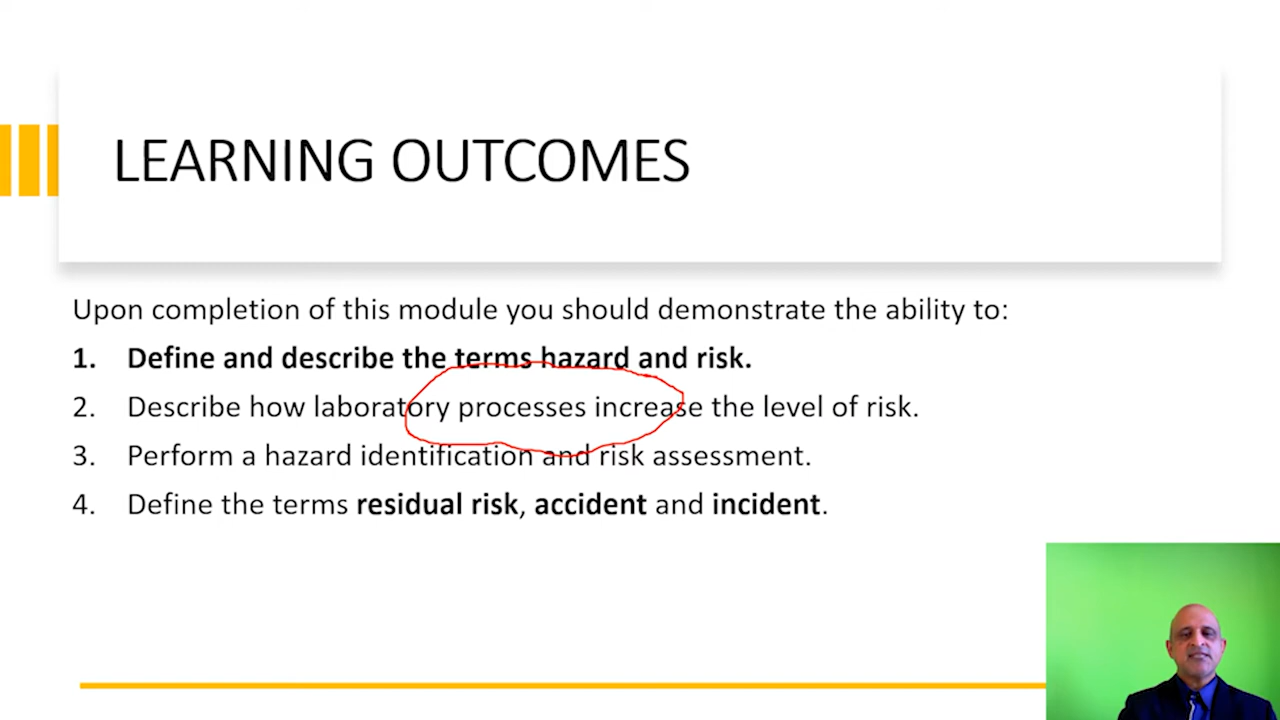 LEARNING OUTCOMES
Upon completion of this module you should demonstrate the ability to:
1. Define and describe the terms hazard and risk.
2. Describe how laboratory processes increase the level of risk.
3. Perform a hazard identification and risk assessment.
4. Define the terms residual risk, accident and incident.